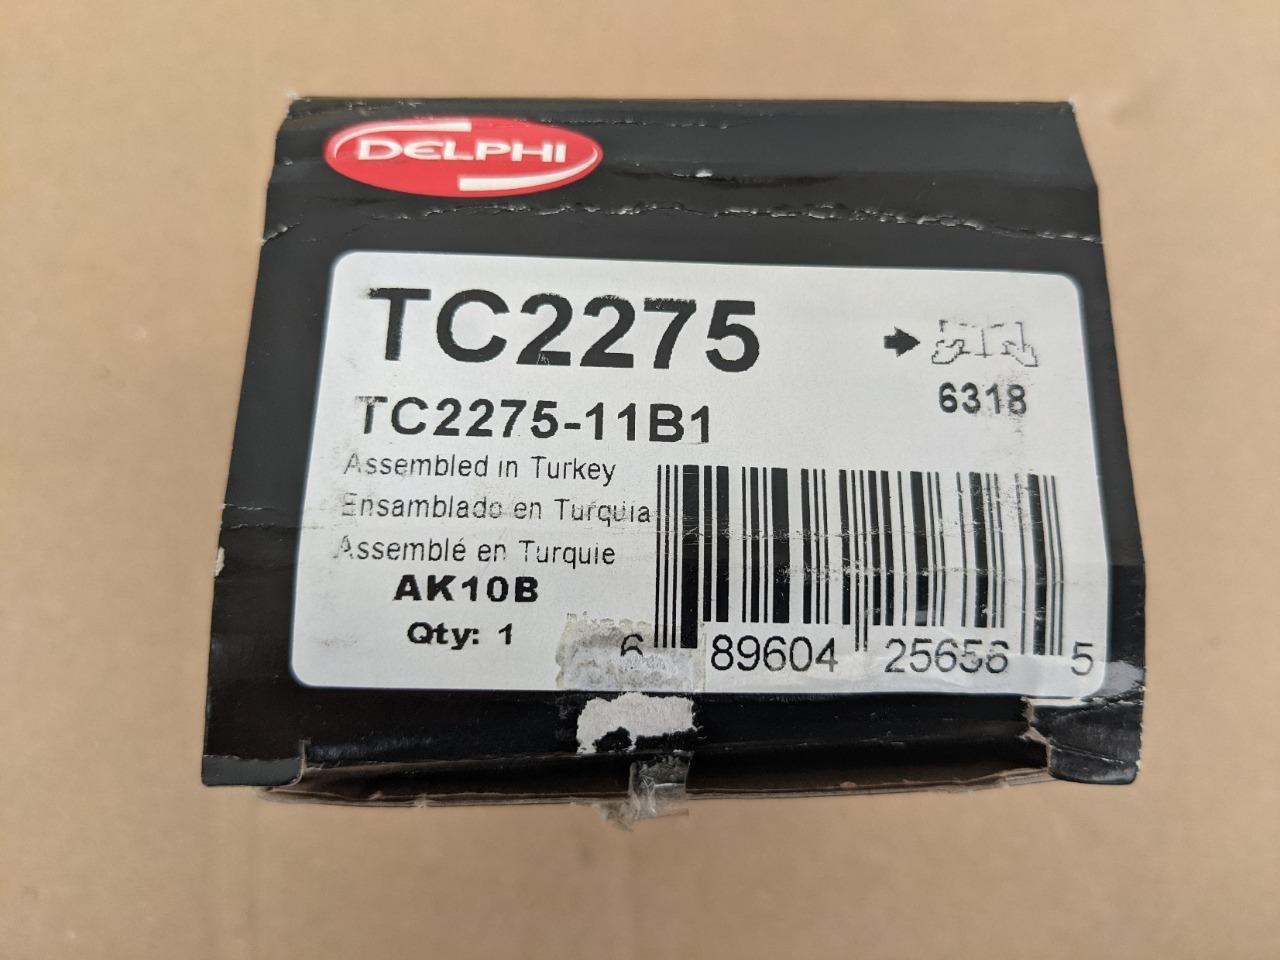 DELPHI
TC2275
6318
TC2275-11B1
Assembled in Turkey
Ensamblado en Turquia
Assemblé en Turquie
AK10B
Qty: 1
6 89604 25656 5